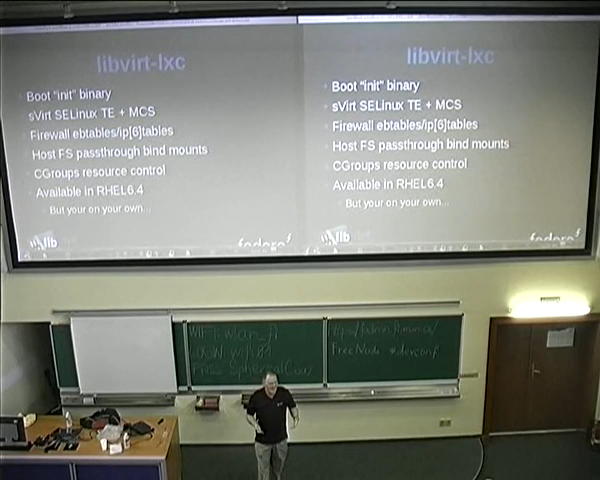 libvirt-lxc
Boot "init" binary
sVirt SELinux TE + MCS
Firewall ebtables/ip[6]tables
Host FS passthrough bind mounts
CGroups resource control
Available in RHEL6.4
But your on your own...
lib
fedora
libvirt-lxc
Boot "init" binary
sVirt SELinux TE + MCS
Firewall ebtables/ip[6]tables
Host FS passthrough bind mounts
CGroups resource control
Available in RHEL6.4
But your on your own...
lib
fedora
FreeNode #devconf